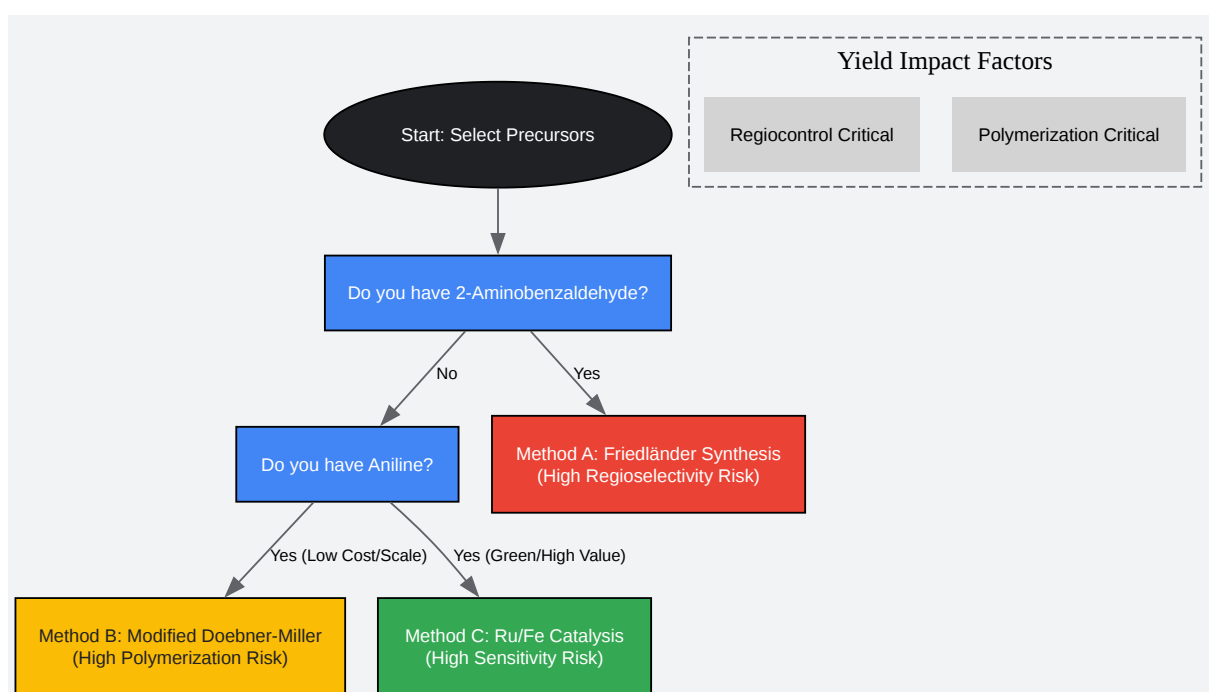 Yield Impact Factors
Regiocontrol Critical
Polymerization Critical
Start: Select Precursors
Do you have 2-Aminobenzaldehyde?
No
Yes
Do you have Aniline?
Method A: Friedländer Synthesis
(High Regioselectivity Risk)
Yes (Low Cost/Scale)
Yes (Green/High Value)
Method B: Modified Doebner-Miller
(High Polymerization Risk)
Method C: Ru/Fe Catalysis
(High Sensitivity Risk)